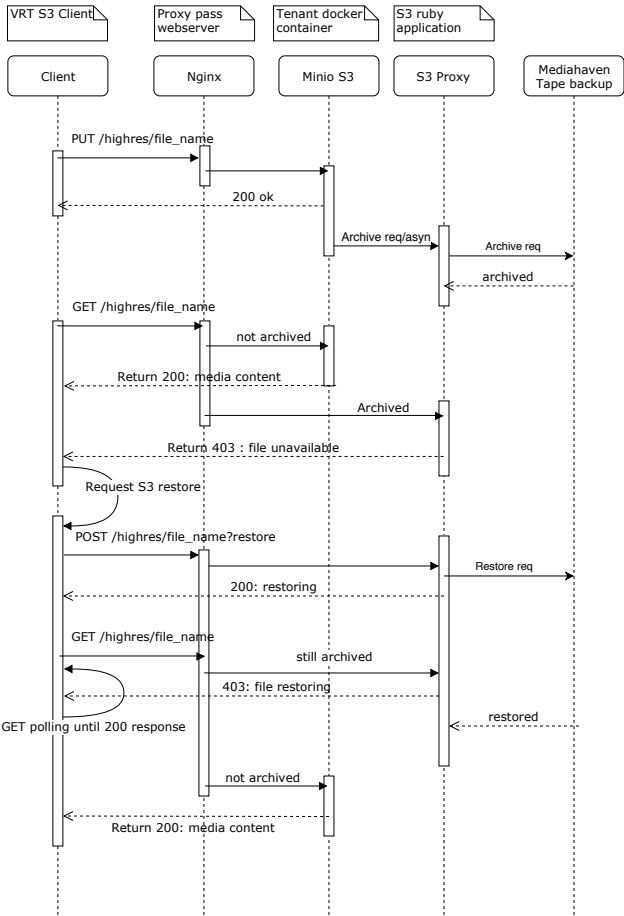 VRT S3 Client
Proxy pass
webserver
Tenant docker
container
S3 ruby
application
Client
Nginx
Minio S3
S3 Proxy
Mediahaven
Tape backup
PUT /highres/file_name
200 ok
Archive req/asyn
Archive req
archived
GET /highres/file_name
not archived
Return 200: media content
Archived
Return 403 : file unavailable
Request S3 restore
POST /highres/file_name?restore
Restore req
200: restoring
GET /highres/file_name
still archived
403: file restoring
restored
GET polling until 200 response
not archived
Return 200: media content